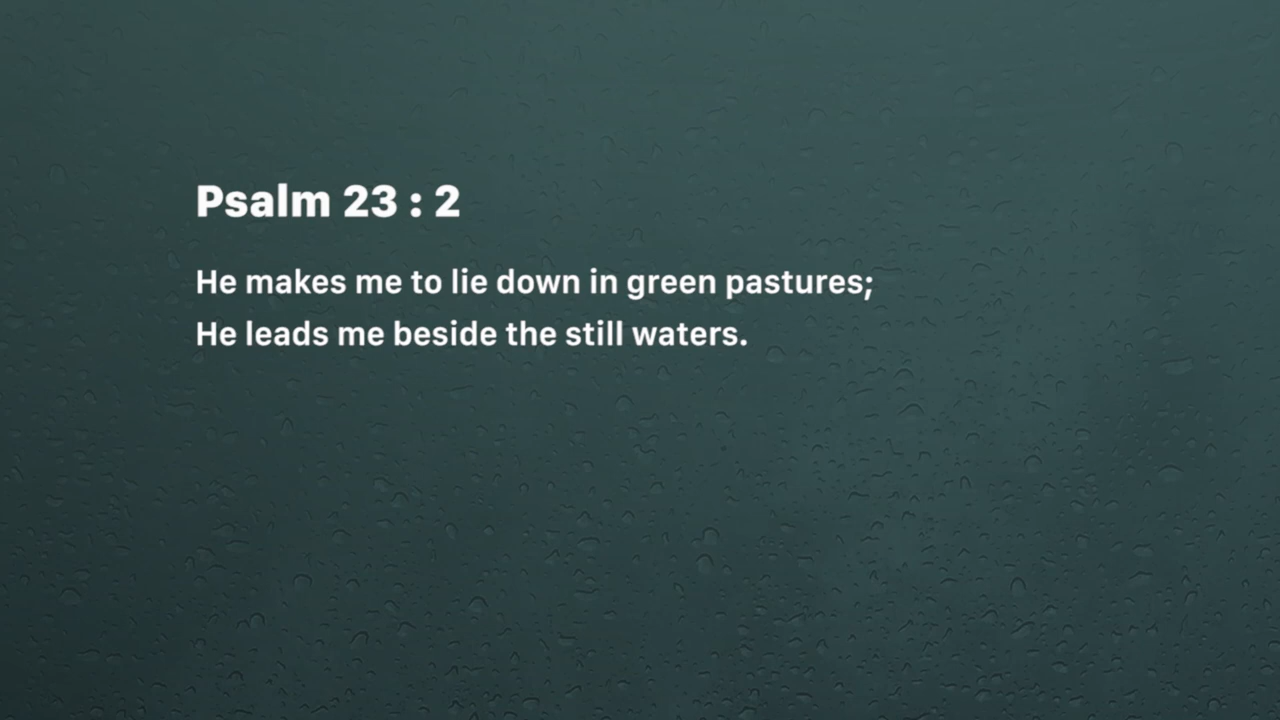 Psalm 23 : 2
He makes me to lie down in green pastures;
He leads me beside the still waters.